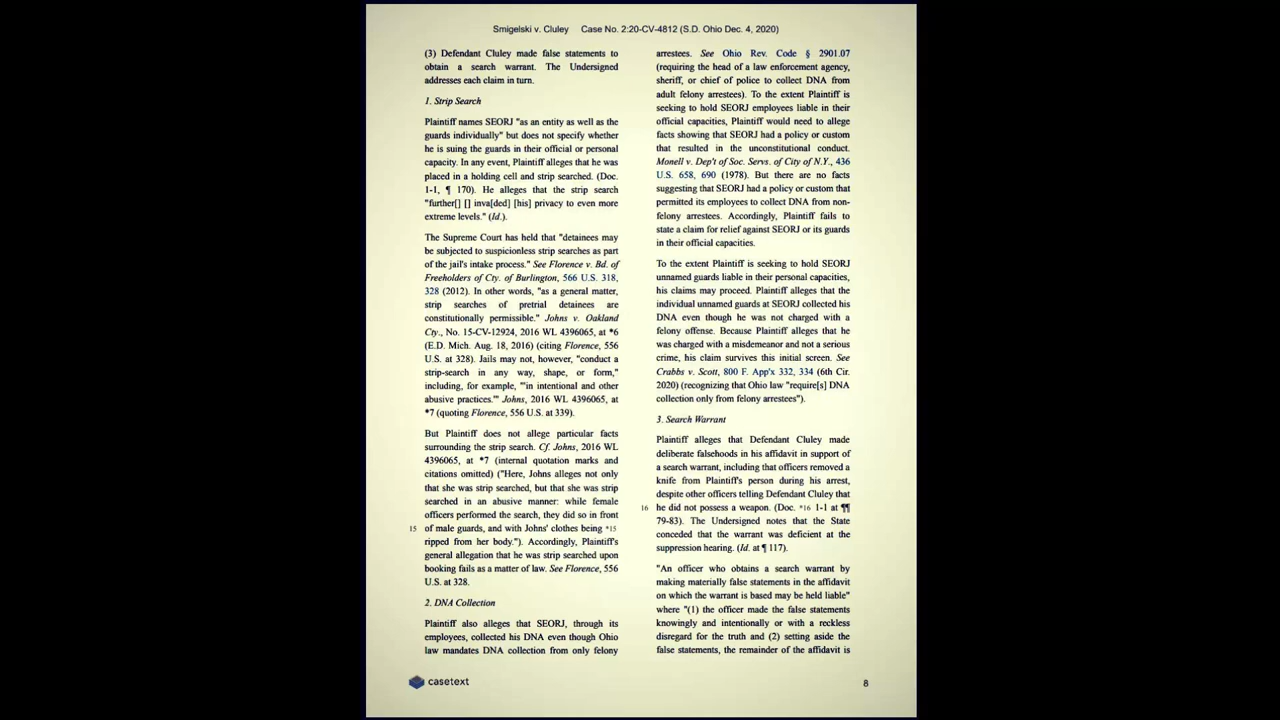 Smigelski v. Cluley Case No. 2:20-CV-4812 (S.D. Ohio Dec. 4, 2020)
(3) Defendant Cluley made false statements to
obtain a search warrant. The Undersigned
addresses each claim in turn.
1. Strip Search
Plaintiff names SEORJ "as an entity as well as the
guards individually" but does not specify whether
he is suing the guards in their official or personal
capacity. In any event, Plaintiff alleges that he was
placed in a holding cell and strip searched. (Doc.
1-1, ¶ 170). He alleges that the strip search
"further[] [] inva[ded] [his] privacy to even more
extreme levels." (Id.).
The Supreme Court has held that "detainees may
be subjected to suspicionless strip searches as part
of the jail's intake process." See Florence v. Bd. of
Freeholders of Cty. of Burlington, 566 U.S. 318,
328 (2012). In other words, "as a general matter,
strip searches of pretrial detainees are
constitutionally permissible." Johns v. Oakland
Cty., No. 15-CV-12924, 2016 WL 4396065, at *6
(E.D. Mich. Aug. 18, 2016) (citing Florence, 556
U.S. at 328). Jails may not, however, "conduct a
strip-search in any way, shape, or form,"
including, for example, "'in intentional and other
abusive practices.'" Johns, 2016 WL 4396065, at
*7 (quoting Florence, 556 U.S. at 339).
But Plaintiff does not allege particular facts
surrounding the strip search. Cf. Johns, 2016 WL
4396065, at *7 (internal quotation marks and
citations omitted) ("Here, Johns alleges not only
that she was strip searched, but that she was strip
searched in an abusive manner: while female
officers performed the search, they did so in front
15 of male guards, and with Johns' clothes being *15
ripped from her body."). Accordingly, Plaintiff's
general allegation that he was strip searched upon
booking fails as a matter of law. See Florence, 556
U.S. at 328.
2. DNA Collection
Plaintiff also alleges that SEORJ, through its
employees, collected his DNA even though Ohio
law mandates DNA collection from only felony
arrestees. See Ohio Rev. Code § 2901.07
(requiring the head of a law enforcement agency,
sheriff, or chief of police to collect DNA from
adult felony arrestees). To the extent Plaintiff is
seeking to hold SEORJ employees liable in their
official capacities, Plaintiff would need to allege
facts showing that SEORJ had a policy or custom
that resulted in the unconstitutional conduct.
Monell v. Dep't of Soc. Servs. of City of N.Y., 436
U.S. 658, 690 (1978). But there are no facts
suggesting that SEORJ had a policy or custom that
permitted its employees to collect DNA from non-
felony arrestees. Accordingly, Plaintiff fails to
state a claim for relief against SEORJ or its guards
in their official capacities.
To the extent Plaintiff is seeking to hold SEORJ
unnamed guards liable in their personal capacities,
his claims may proceed. Plaintiff alleges that the
individual unnamed guards at SEORJ collected his
DNA even though he was not charged with a
felony offense. Because Plaintiff alleges that he
was charged with a misdemeanor and not a serious
crime, his claim survives this initial screen. See
Crabbs v. Scott, 800 F. App'x 332, 334 (6th Cir.
2020) (recognizing that Ohio law "require[s] DNA
collection only from felony arrestees").
3. Search Warrant
Plaintiff alleges that Defendant Cluley made
deliberate falsehoods in his affidavit in support of
a search warrant, including that officers removed a
knife from Plaintiff's person during his arrest,
despite other officers telling Defendant Cluley that
16 he did not possess a weapon. (Doc. *16 1-1 at ¶¶
79-83). The Undersigned notes that the State
conceded that the warrant was deficient at the
suppression hearing. (Id. at ¶ 117).
"An officer who obtains a search warrant by
making materially false statements in the affidavit
on which the warrant is based may be held liable"
where "(1) the officer made the false statements
knowingly and intentionally or with a reckless
disregard for the truth and (2) setting aside the
false statements, the remainder of the affidavit is
casetext
8